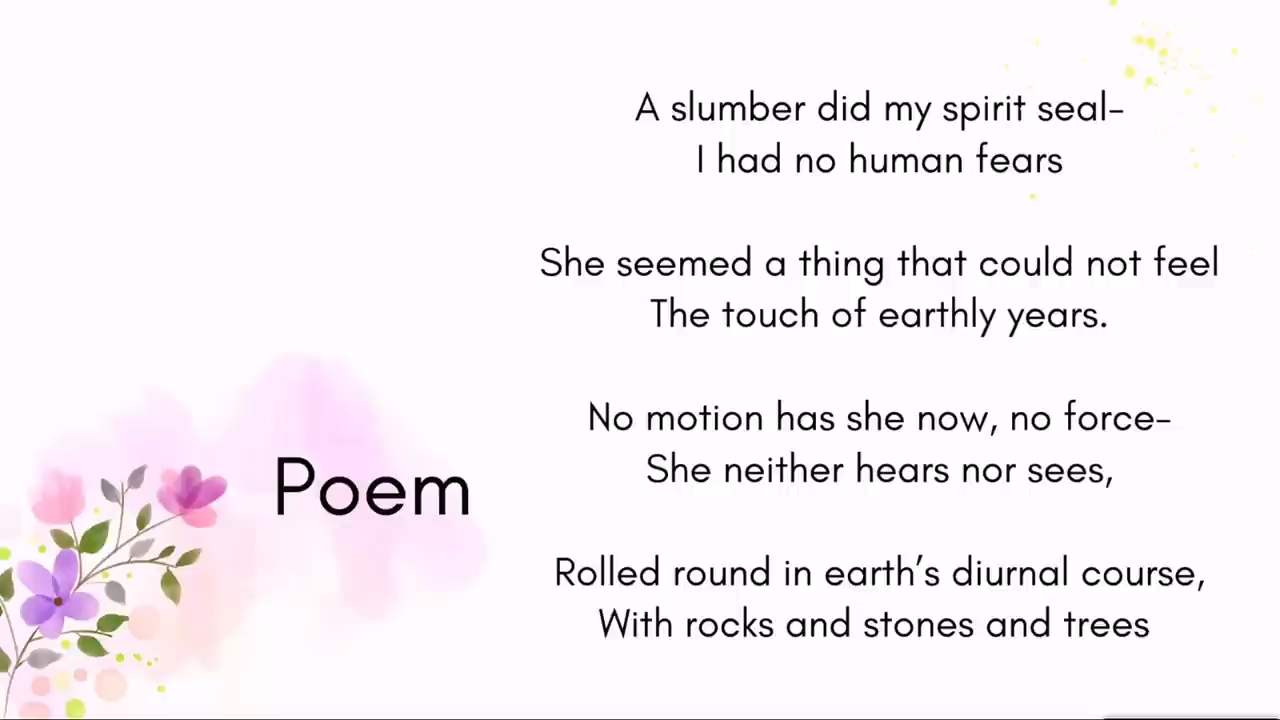 A slumber did my spirit seal–
I had no human fears
She seemed a thing that could not feel
The touch of earthly years.
No motion has she now, no force–
She neither hears nor sees,
Rolled round in earth’s diurnal course,
With rocks and stones and trees
Poem